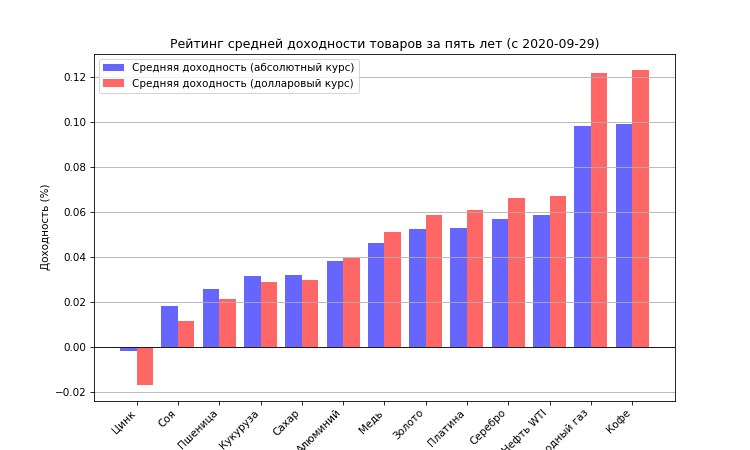 Рейтинг средней доходности товаров за пять лет (с 2020-09-29)
Средняя доходность (абсолютный курс)
Средняя доходность (долларовый курс)
Доходность (%)
0.12
0.10
0.08
0.06
0.04
0.02
0.00
−0.02
Цинк
Соя
Пшеница
Кукуруза
Сахар
Алюминий
Медь
Золото
Платина
Серебро
Нефть WTI
одный газ
Кофе